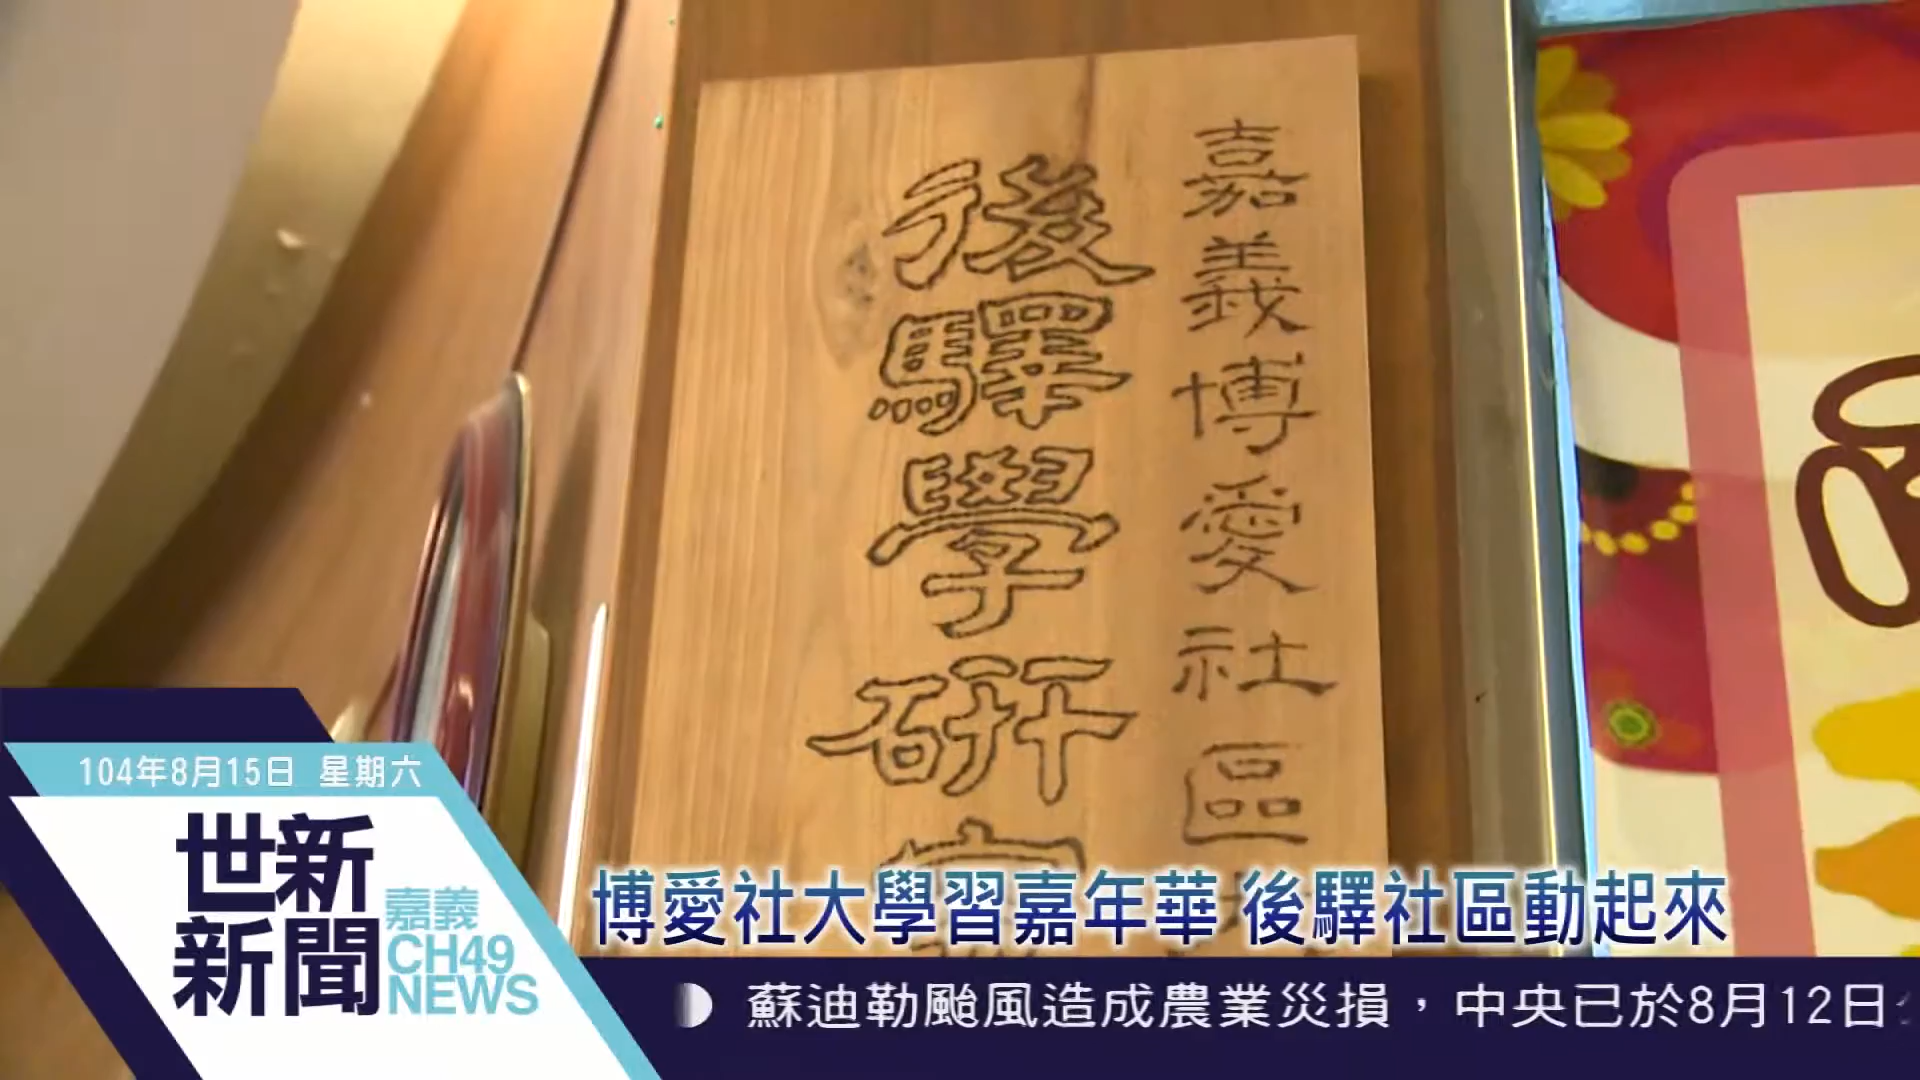 嘉義博愛社區
後驛學研
104年8月15日 星期六
世新
新聞
嘉義
CH49
NEWS
博愛社大學習嘉年華 後驛社區動起來
蘇迪勒颱風造成農業災損，中央已於8月12日